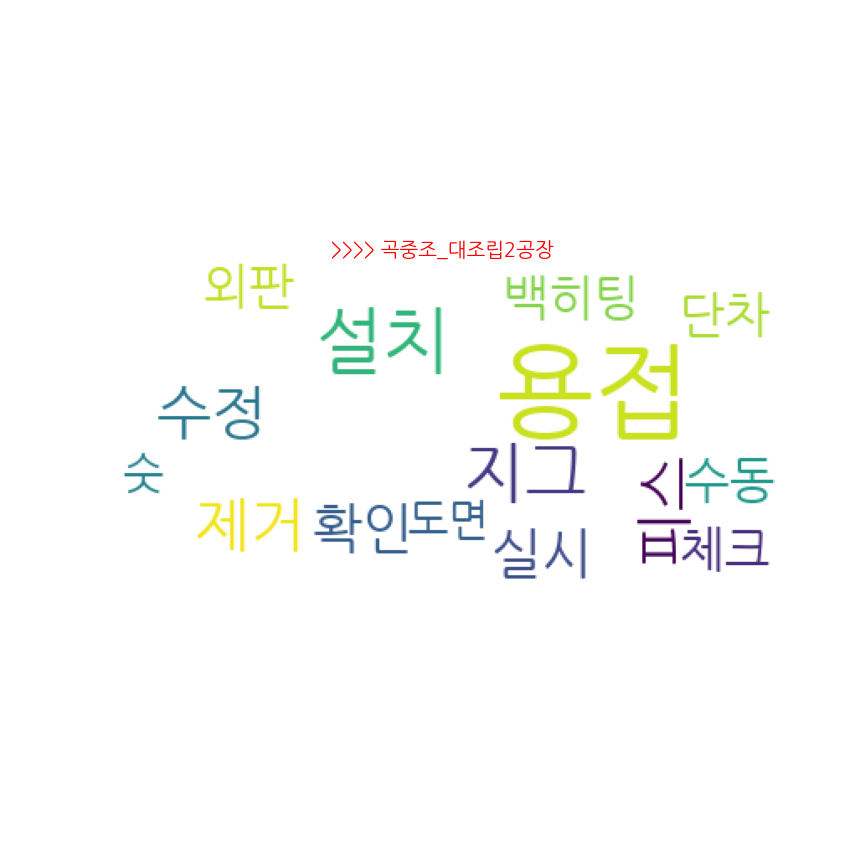 >>>> 곡중조_대조립2공장
외판
백히팅
단차
설치
용접
수정
지그
숫
피스
수동
제거
확인
도면
실시
체크